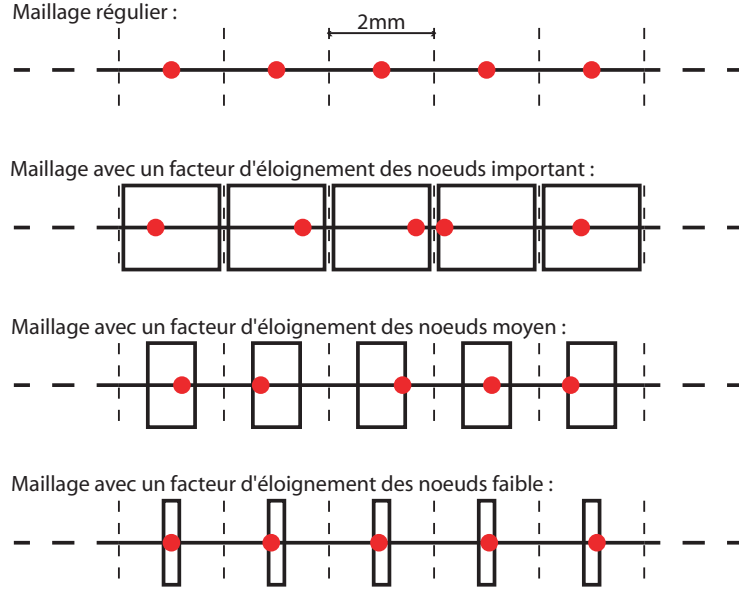 Maillage régulier :
2mm
Maillage avec un facteur d'éloignement des noeuds important :
Maillage avec un facteur d'éloignement des noeuds moyen :
Maillage avec un facteur d'éloignement des noeuds faible :